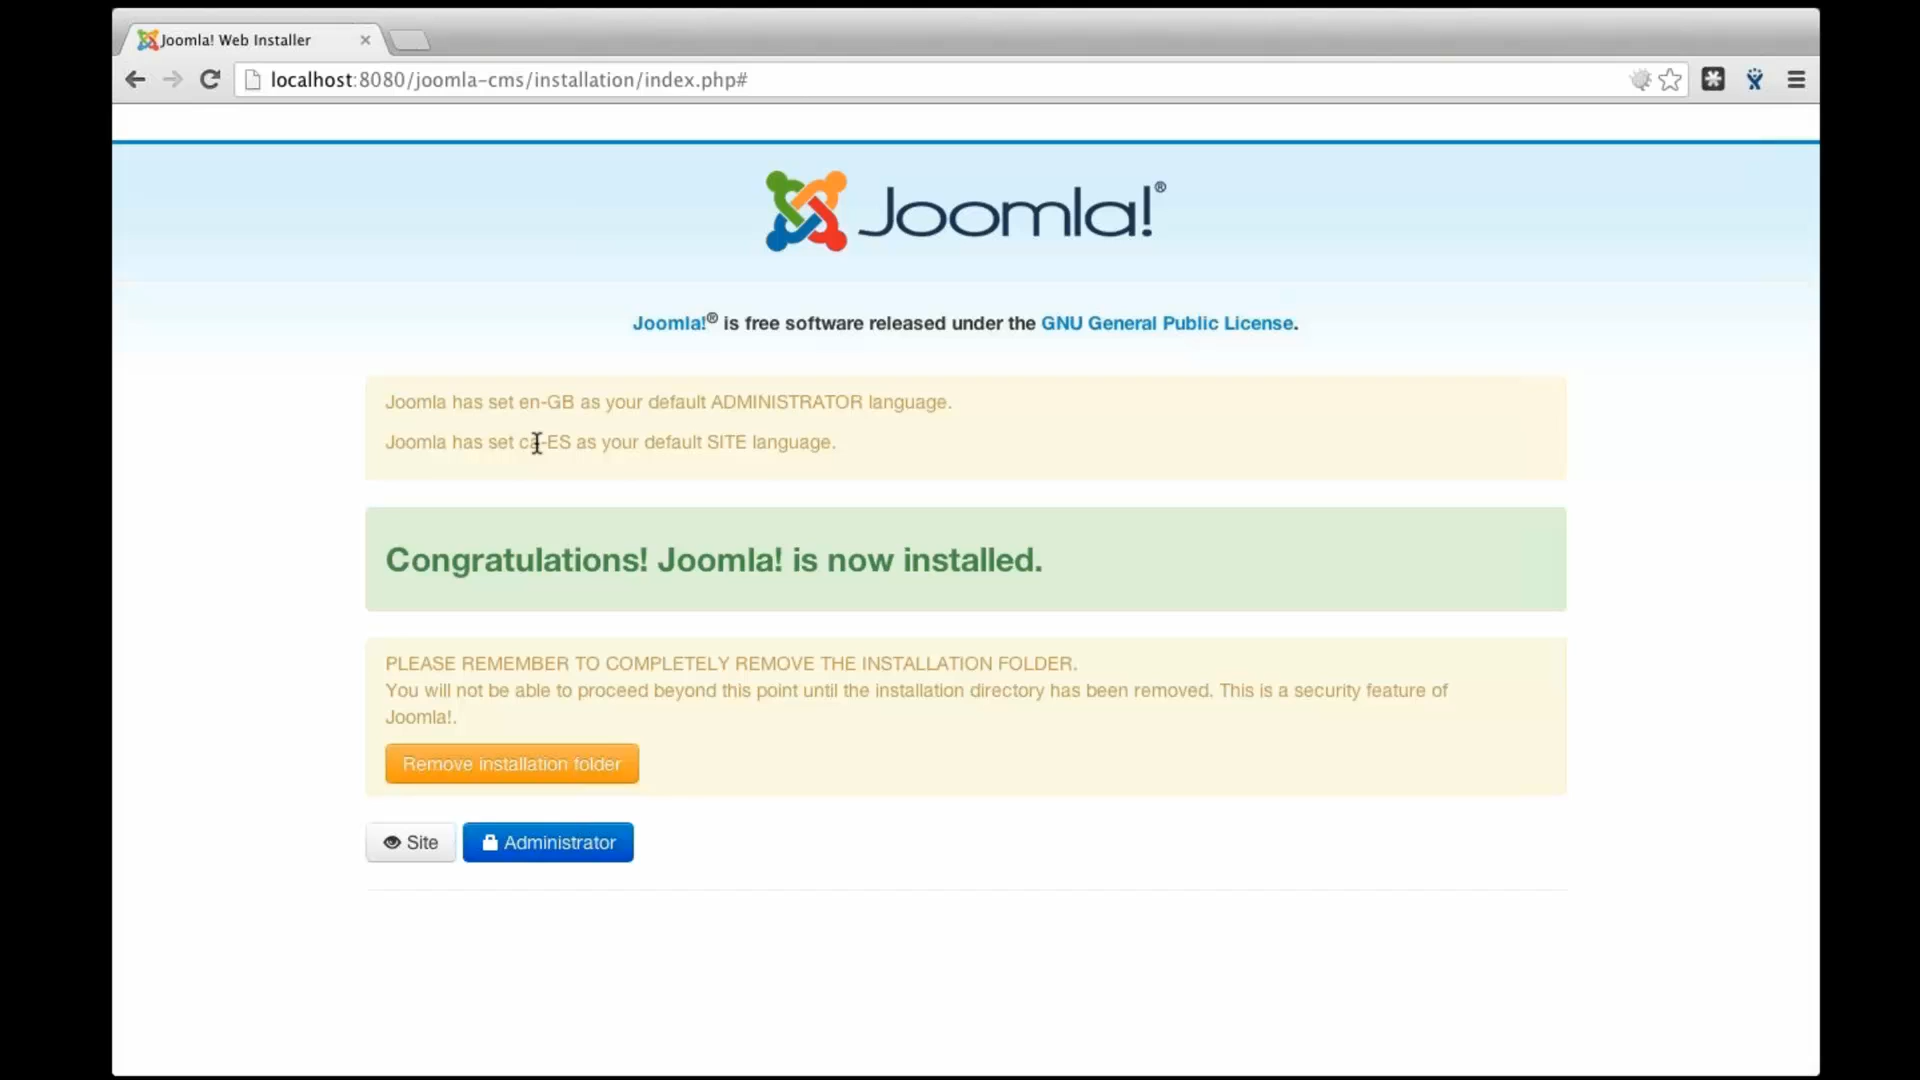 Joomla! Web Installer
localhost:8080/joomla-cms/installation/index.php#
Joomla!®
Joomla!® is free software released under the GNU General Public License.
Joomla has set en-GB as your default ADMINISTRATOR language.
Joomla has set ca-ES as your default SITE language.
Congratulations! Joomla! is now installed.
PLEASE REMEMBER TO COMPLETELY REMOVE THE INSTALLATION FOLDER.
You will not be able to proceed beyond this point until the installation directory has been removed. This is a security feature of
Joomla!.
Remove installation folder
Site
Administrator